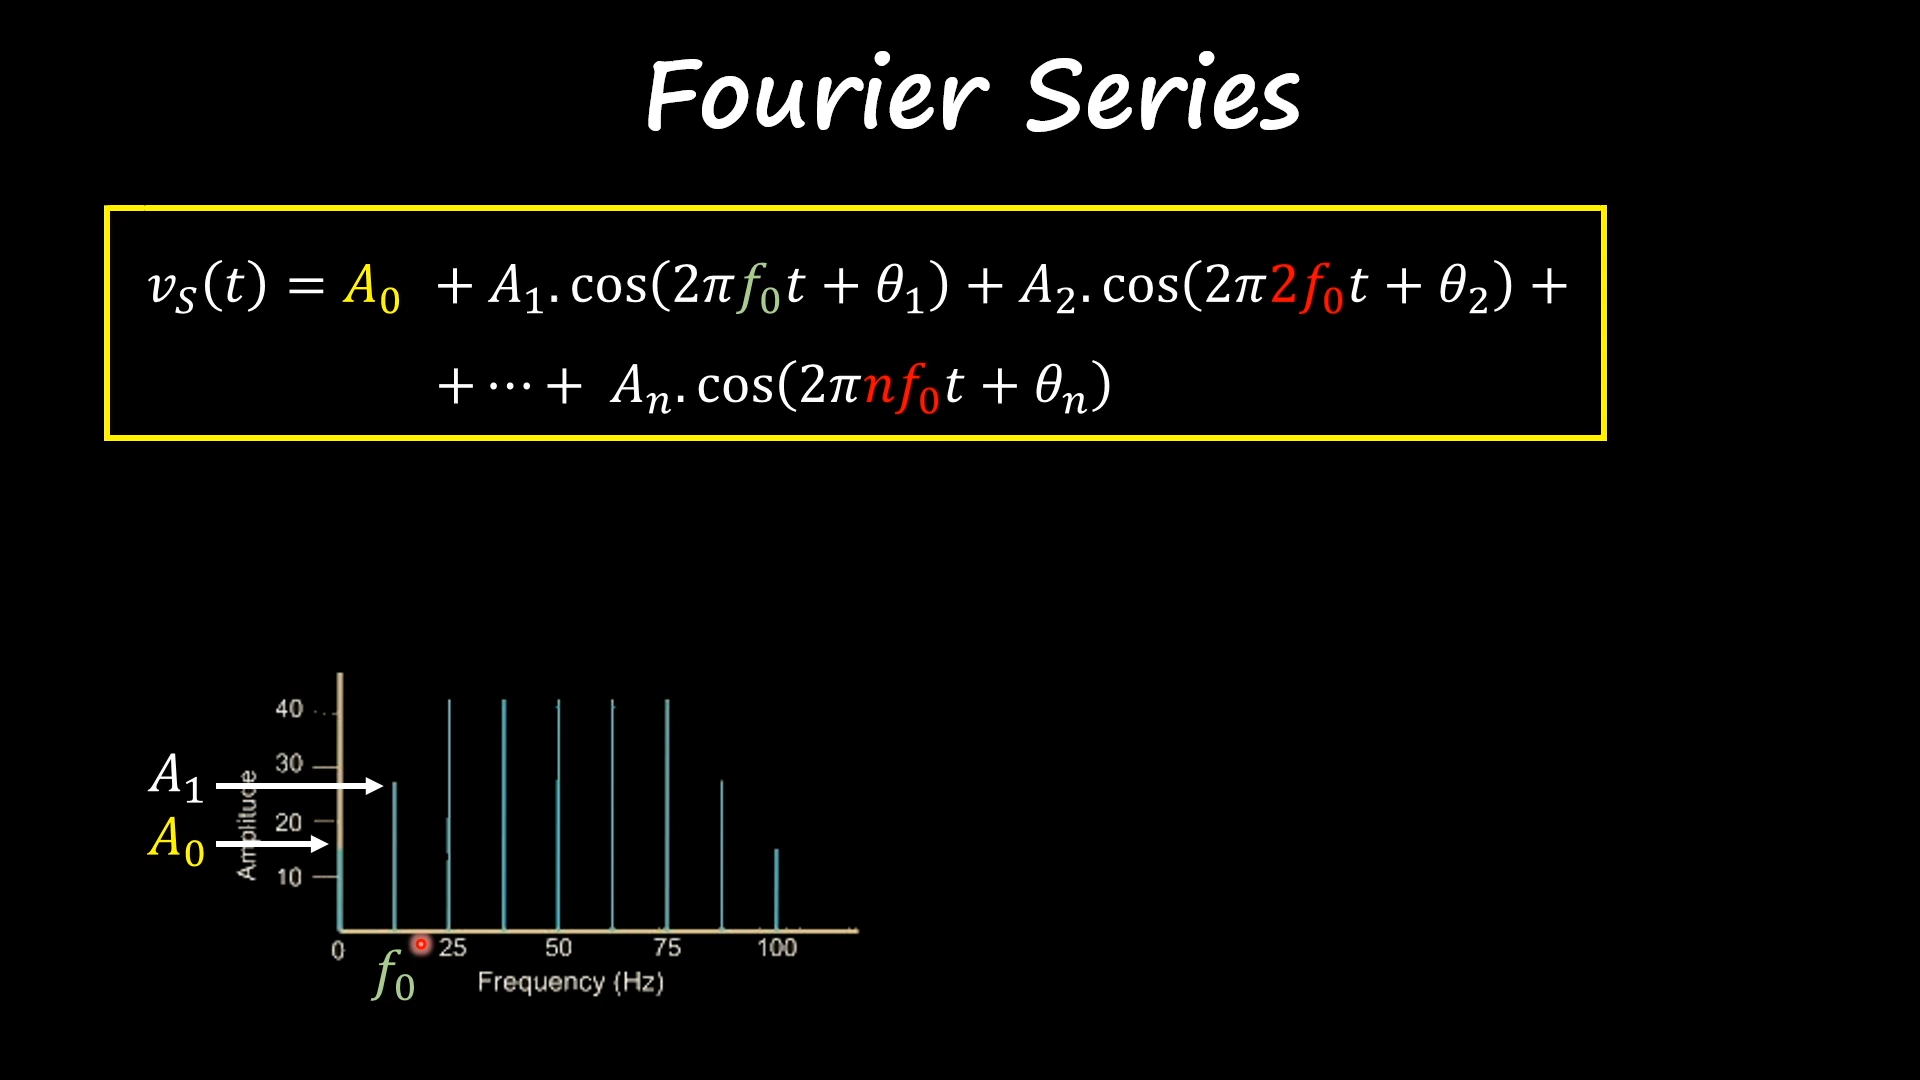 Fourier Series
v_S(t) = A_0 + A_1.cos(2πf_0t + θ_1) + A_2.cos(2π2f_0t + θ_2) +
+ ⋯ + A_n.cos(2πnf_0t + θ_n)
40
30
20
10
A_1
A_0
Amplitude
0
25
50
75
100
f_0
Frequency (Hz)